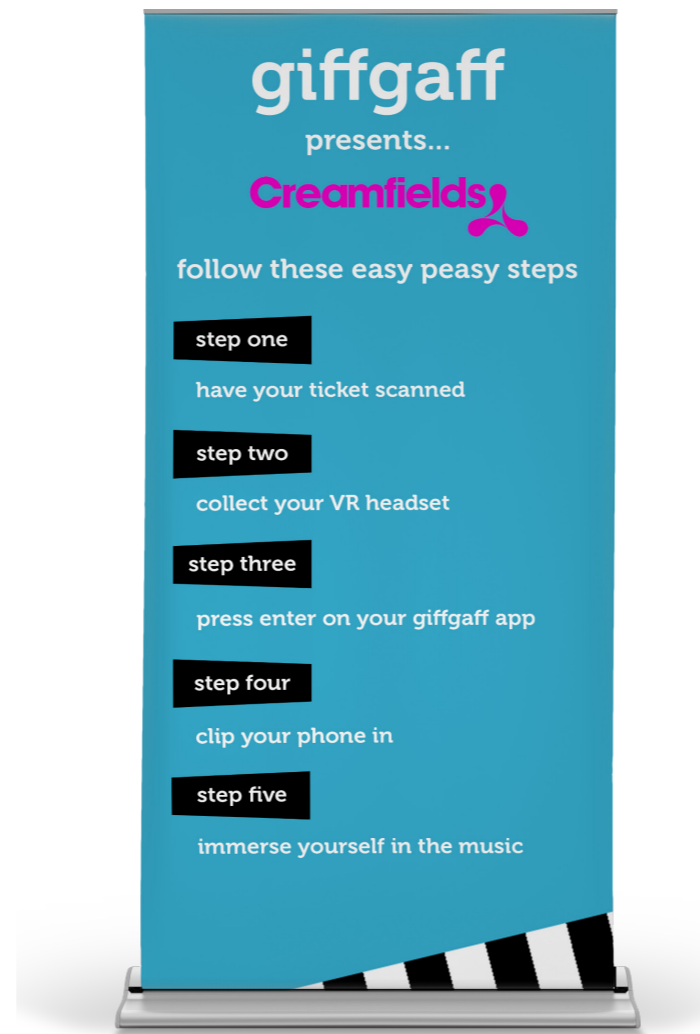 giffgaff
presents...
Creamfields
follow these easy peasy steps
step one
have your ticket scanned
step two
collect your VR headset
step three
press enter on your giffgaff app
step four
clip your phone in
step five
immerse yourself in the music